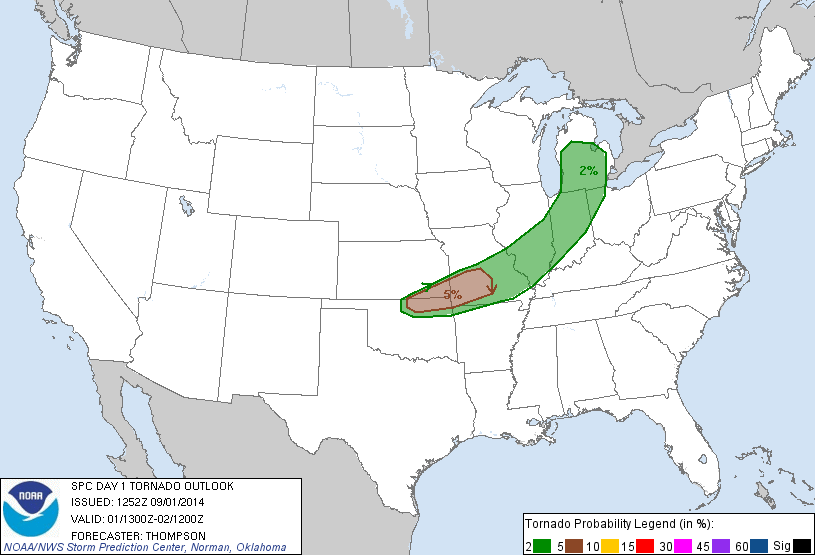 2%
5%
NOAA
SPC DAY 1 TORNADO OUTLOOK
ISSUED: 1252Z 09/01/2014
VALID: 01/1300Z-02/1200Z
FORECASTER: THOMPSON
NOAA/NWS Storm Prediction Center, Norman, Oklahoma
Tornado Probability Legend (in %):
2 5 10 15 30 45 60 Sig